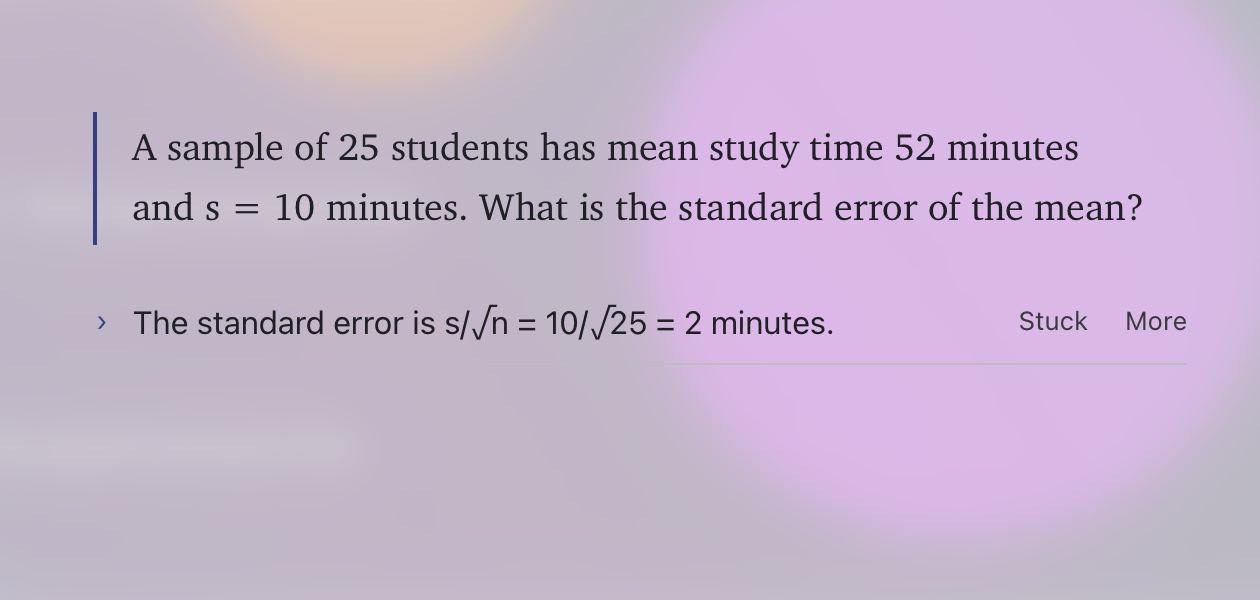 A sample of 25 students has mean study time 52 minutes
and s = 10 minutes. What is the standard error of the mean?
› The standard error is s/√n = 10/√25 = 2 minutes. Stuck More